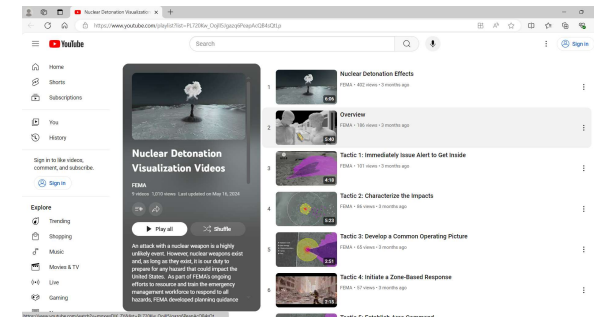 Nuclear Detonation Visualization
https://www.youtube.com/playlist?list=
YouTube
Search
Sign in
Home
Shorts
Subscriptions
You
History
Sign in to like videos,
comment, and subscribe.
Sign in
Explore
Trending
Shopping
Music
Movies & TV
Live
Gaming
Nuclear Detonation
Visualization Videos
FEMA
9 videos 1,010 views Last updated on May 16, 2024
Play all
Shuffle
An attack with a nuclear weapon is a highly
unlikely event. However, nuclear weapons exist
and, as long as they exist, it is our duty to
prepare for any hazard that could impact the
United States. As part of FEMA's ongoing
efforts to resource and train the emergency
management workforce to respond to all
hazards, FEMA developed planning guidance
1
6:06
Nuclear Detonation Effects
FEMA • 402 views • 3 months ago
2
5:40
Overview
FEMA • 186 views • 3 months ago
3
4:18
Tactic 1: Immediately Issue Alert to Get Inside
FEMA • 101 views • 3 months ago
4
5:23
Tactic 2: Characterize the Impacts
FEMA • 86 views • 3 months ago
5
3:51
Tactic 3: Develop a Common Operating Picture
FEMA • 65 views • 3 months ago
6
2:18
Tactic 4: Initiate a Zone-Based Response
FEMA • 57 views • 3 months ago